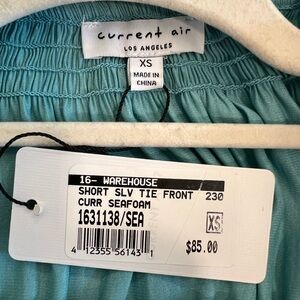 current air
LOS ANGELES
XS
MADE IN
CHINA
16- WAREHOUSE
SHORT SLV TIE FRONT 230
CURR SEAFOAM
1631138/SEA XS
$85.00
4 12355 56143 1